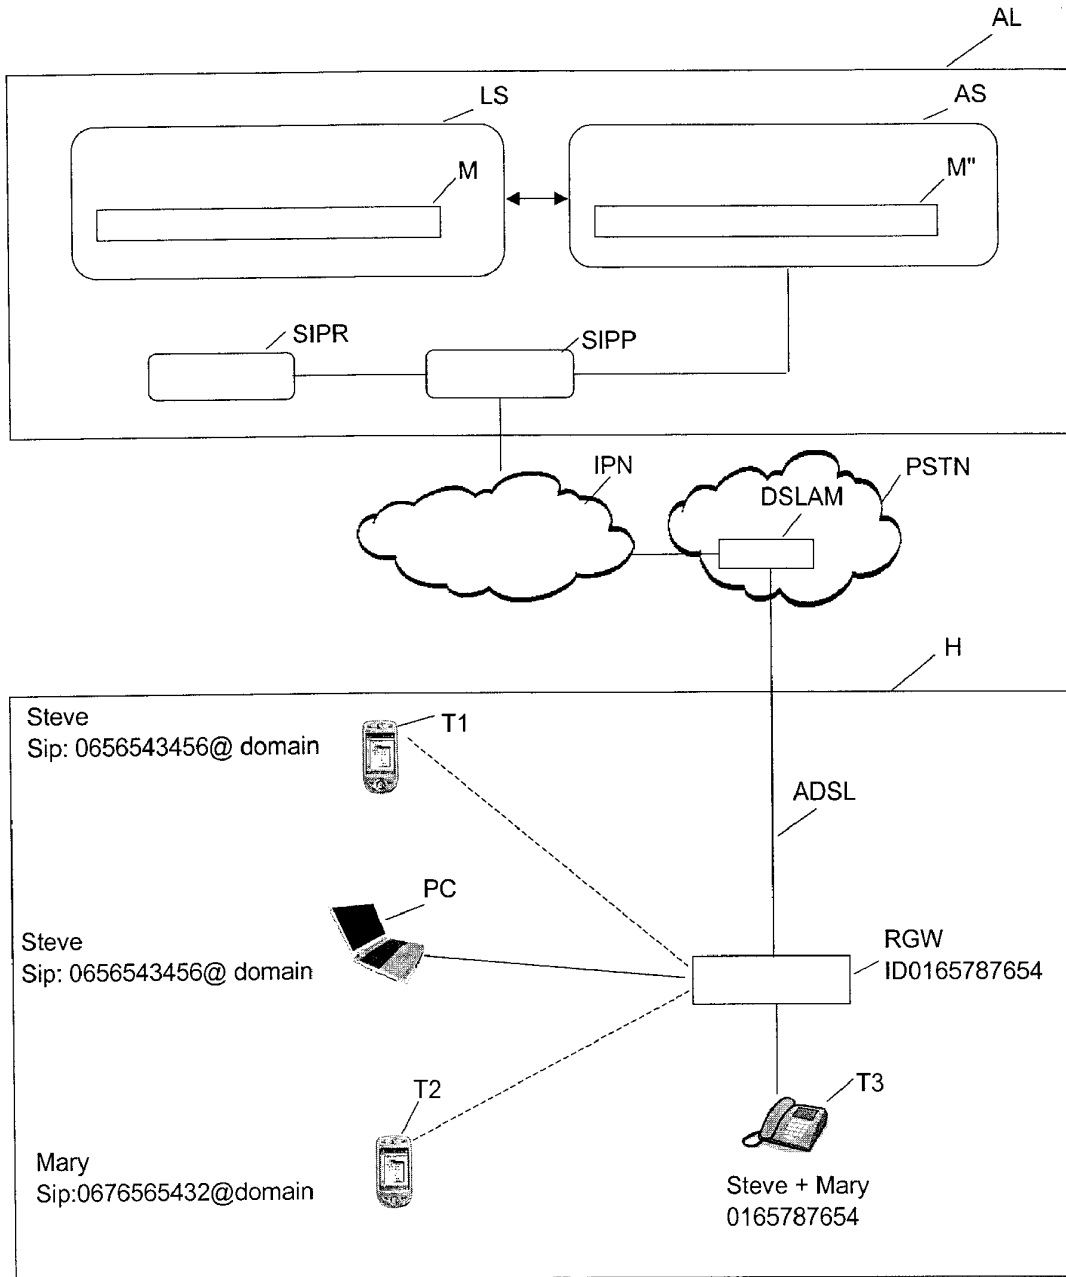 AL
LS
AS
M
M"
SIPR
SIPP
IPN
PSTN
DSLAM
H
Steve
Sip: 0656543456@ domain
T1
ADSL
PC
Steve
Sip: 0656543456@ domain
RGW
ID0165787654
T2
T3
Mary
Sip:0676565432@domain
Steve + Mary
0165787654